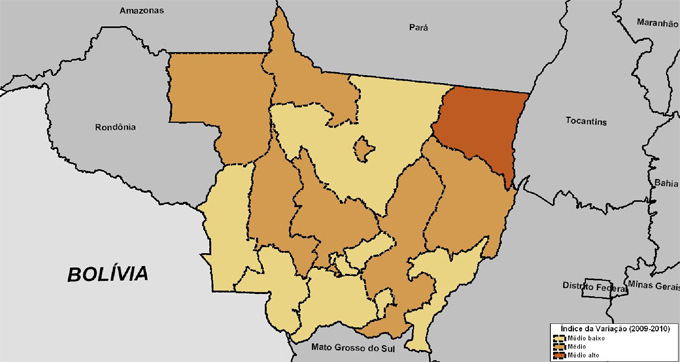 Amazonas
Pará
Maranhão
Rondônia
Tocantins
Bahia
BOLÍVIA
Distrito Federal
Minas Gerais
Mato Grosso do Sul
Índice da Variação (2009-2010)
Médio baixo
Médio
Médio alto